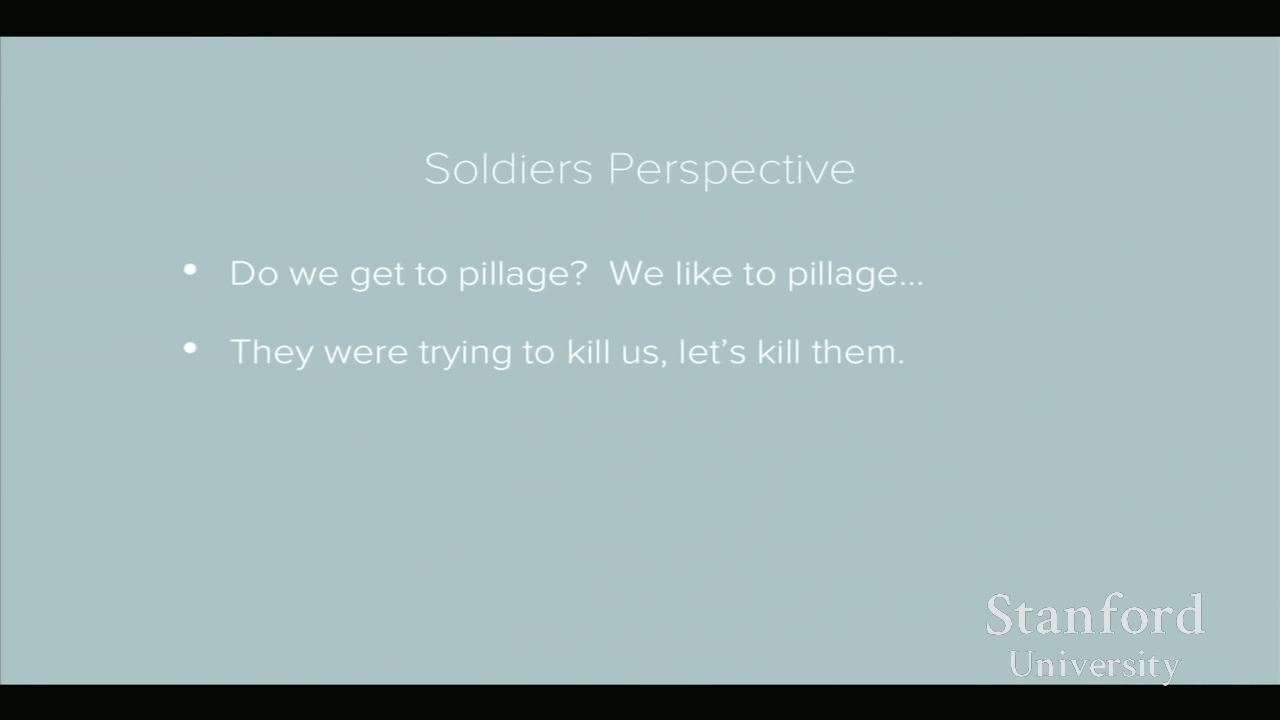 Soldiers Perspective
• Do we get to pillage?  We like to pillage...
• They were trying to kill us, let’s kill them.
Stanford
University